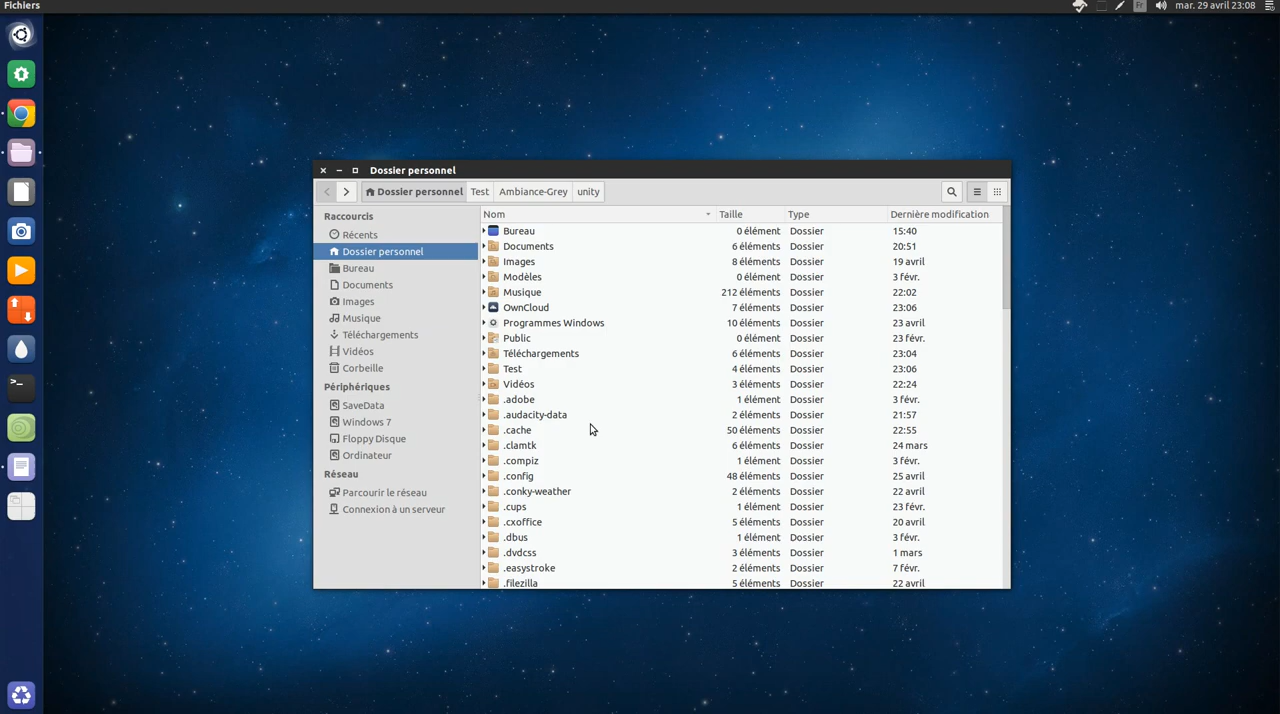 Fichiers
Fr mar. 29 avril 23:08
Dossier personnel
Dossier personnel Test Ambiance-Grey unity
Raccourcis
Récents
Dossier personnel
Bureau
Documents
Images
Musique
Téléchargements
Vidéos
Corbeille
Périphériques
SaveData
Windows 7
Floppy Disque
Ordinateur
Réseau
Parcourir le réseau
Connexion à un serveur
Nom Taille Type Dernière modification
Bureau 0 élément Dossier 15:40
Documents 6 éléments Dossier 20:51
Images 8 éléments Dossier 19 avril
Modèles 0 élément Dossier 3 févr.
Musique 212 éléments Dossier 22:02
OwnCloud 7 éléments Dossier 23:06
Programmes Windows 10 éléments Dossier 23 avril
Public 0 élément Dossier 23 févr.
Téléchargements 6 éléments Dossier 23:04
Test 4 éléments Dossier 23:06
Vidéos 3 éléments Dossier 22:24
.adobe 1 élément Dossier 3 févr.
.audacity-data 2 éléments Dossier 21:57
.cache 50 éléments Dossier 22:55
.clamtk 6 éléments Dossier 24 mars
.compiz 1 élément Dossier 3 févr.
.config 48 éléments Dossier 25 avril
.conky-weather 2 éléments Dossier 22 avril
.cups 1 élément Dossier 23 févr.
.cxoffice 5 éléments Dossier 20 avril
.dbus 1 élément Dossier 3 févr.
.dvdcss 3 éléments Dossier 1 mars
.easystroke 2 éléments Dossier 7 févr.
.filezilla 5 éléments Dossier 22 avril